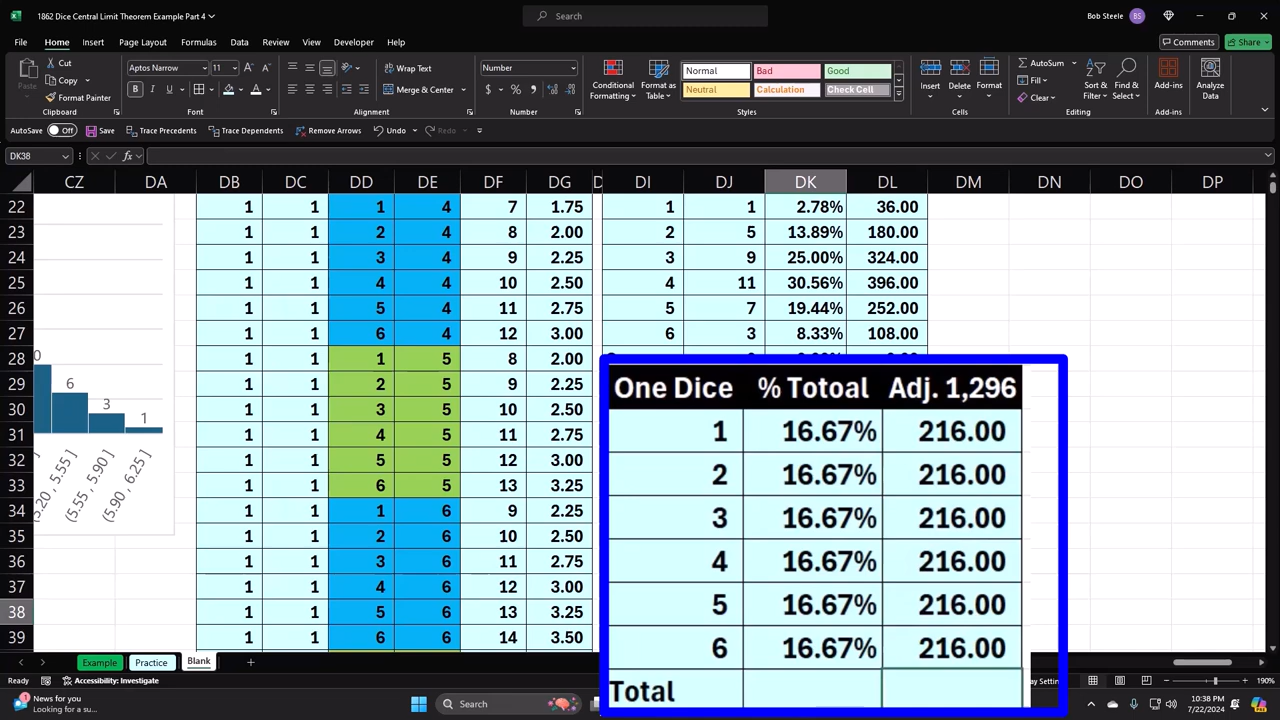 1862 Dice Central Limit Theorem Example Part 4
Search
Bob Steele
BS
File Home Insert Page Layout Formulas Data Review View Developer Help
Comments
Share
Cut
Copy
Paste
Format Painter
Clipboard
Aptos Narrow 11
B I U
Font
Wrap Text
Merge & Center
Alignment
Number
$ % ,
Number
Conditional Formatting
Format as Table
Normal Bad Good
Neutral Calculation Check Cell
Styles
Insert Delete Format
Cells
AutoSum
Fill
Clear
Sort & Filter
Find & Select
Editing
Add-ins
Add-ins
Analyze Data
AutoSave Off Save Trace Precedents Trace Dependents Remove Arrows Undo Redo
DK38 fx
CZ DA DB DC DD DE DF DG D DI DJ DK DL DM DN DO DP
22 1 1 1 4 7 1.75 1 1 2.78% 36.00
23 1 1 2 4 8 2.00 2 5 13.89% 180.00
24 1 1 3 4 9 2.25 3 9 25.00% 324.00
25 1 1 4 4 10 2.50 4 11 30.56% 396.00
26 1 1 5 4 11 2.75 5 7 19.44% 252.00
27 1 1 6 4 12 3.00 6 3 8.33% 108.00
28 1 1 1 5 8 2.00
29 1 1 2 5 9 2.25
30 1 1 3 5 10 2.50
31 1 1 4 5 11 2.75
32 1 1 5 5 12 3.00
33 1 1 6 5 13 3.25
34 1 1 1 6 9 2.25
35 1 1 2 6 10 2.50
36 1 1 3 6 11 2.75
37 1 1 4 6 12 3.00
38 1 1 5 6 13 3.25
39 1 1 6 6 14 3.50
0 6 3 1
(5.20 , 5.55 ]
(5.55 , 5.90 ]
(5.90 , 6.25 ]
One Dice % Totoal Adj. 1,296
1 16.67% 216.00
2 16.67% 216.00
3 16.67% 216.00
4 16.67% 216.00
5 16.67% 216.00
6 16.67% 216.00
Total
Example Practice Blank
Ready Accessibility: Investigate
190%
News for you
Looking for a su...
Search
10:38 PM
7/22/2024